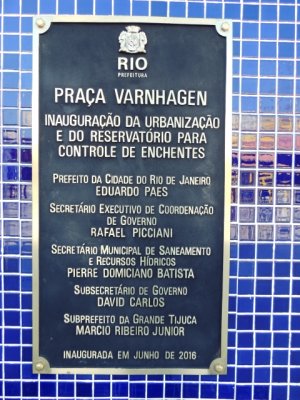 RIO
PREFEITURA
PRAÇA VARNHAGEN
INAUGURAÇÃO DA URBANIZAÇÃO
E DO RESERVATÓRIO PARA
CONTROLE DE ENCHENTES
PREFEITO DA CIDADE DO RIO DE JANEIRO
EDUARDO PAES
SECRETÁRIO EXECUTIVO DE COORDENAÇÃO
DE GOVERNO
RAFAEL PICCIANI
SECRETÁRIO MUNICIPAL DE SANEAMENTO
E RECURSOS HÍDRICOS
PIERRE DOMICIANO BATISTA
SUBSECRETÁRIO DE GOVERNO
DAVID CARLOS
SUBPREFEITO DA GRANDE TIJUCA
MARCIO RIBEIRO JUNIOR
INAUGURADA EM JUNHO DE 2016